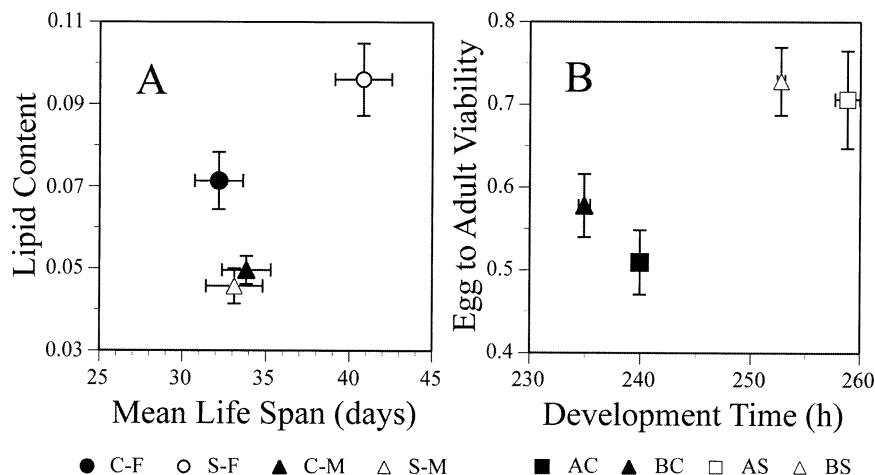 A
Lipid Content
0.11
0.09
0.07
0.05
0.03
25 30 35 40 45
Mean Life Span (days)
● C-F ○ S-F ▲ C-M △ S-M
B
Egg to Adult Viability
0.8
0.7
0.6
0.5
0.4
230 240 250 260
Development Time (h)
■ AC ▲ BC □ AS △ BS